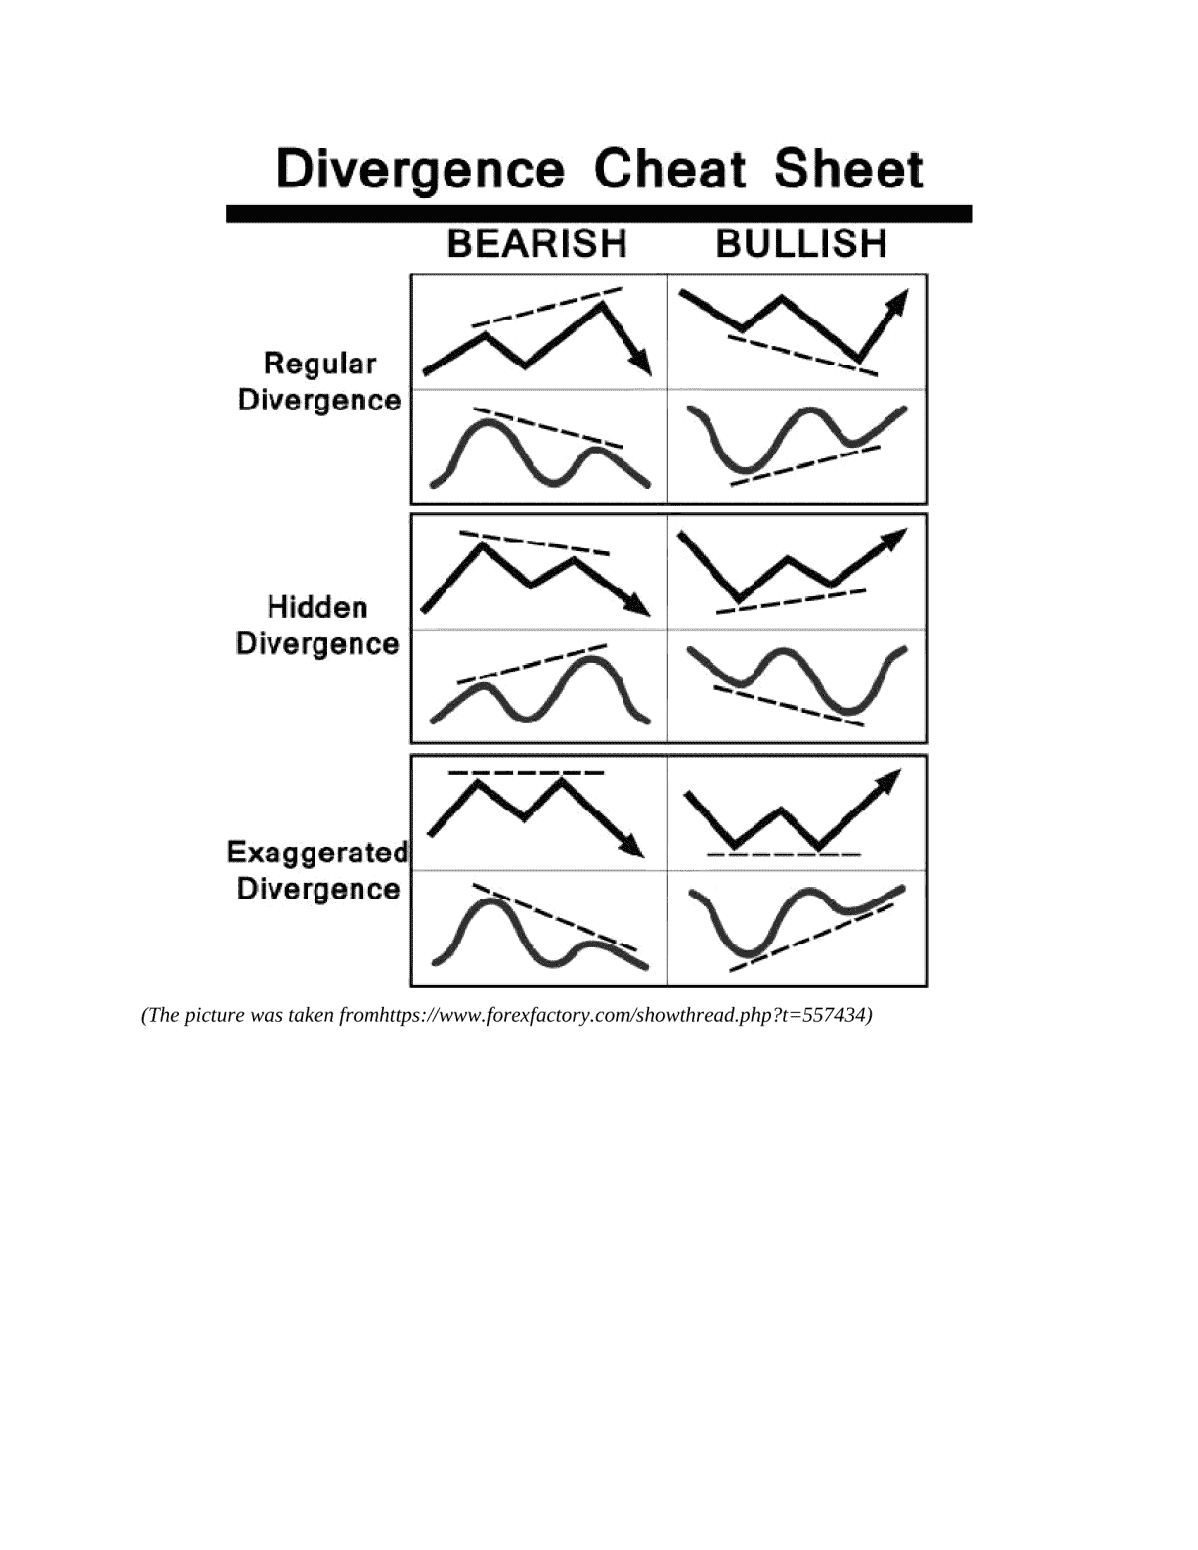 Divergence Cheat Sheet
BEARISH BULLISH
Regular
Divergence
Hidden
Divergence
Exaggerated
Divergence
(The picture was taken fromhttps://www.forexfactory.com/showthread.php?t=557434)